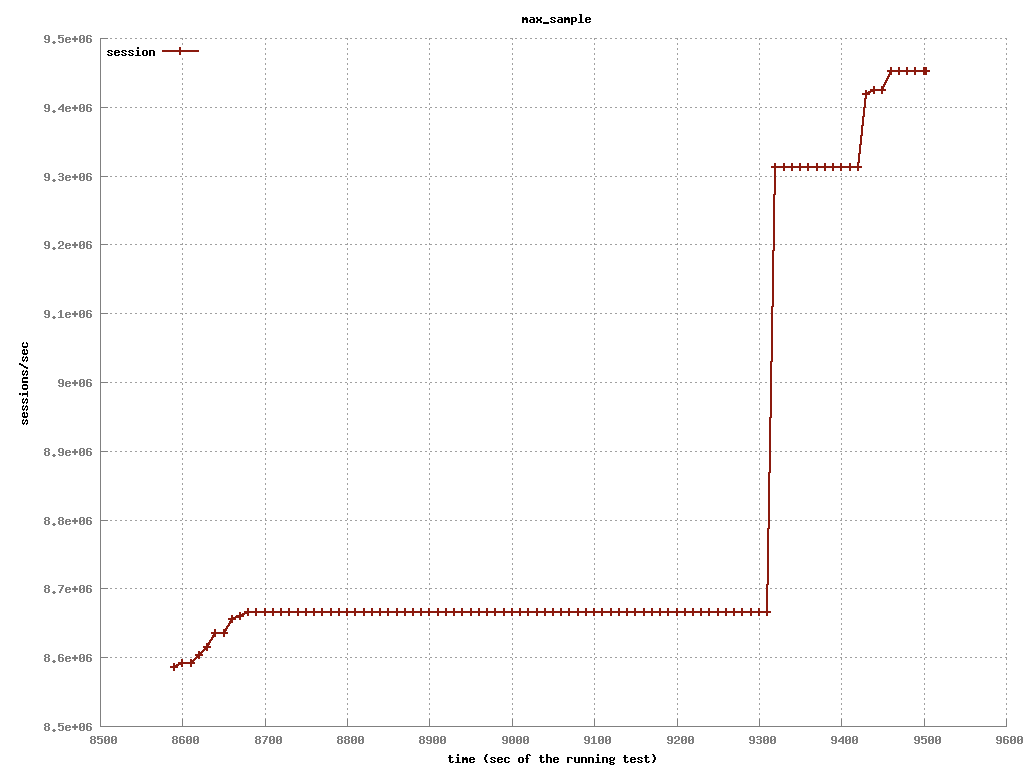 max_sample
session
9.5e+06
9.4e+06
9.3e+06
9.2e+06
9.1e+06
9e+06
8.9e+06
8.8e+06
8.7e+06
8.6e+06
8.5e+06
sessions/sec
8500 8600 8700 8800 8900 9000 9100 9200 9300 9400 9500 9600
time (sec of the running test)